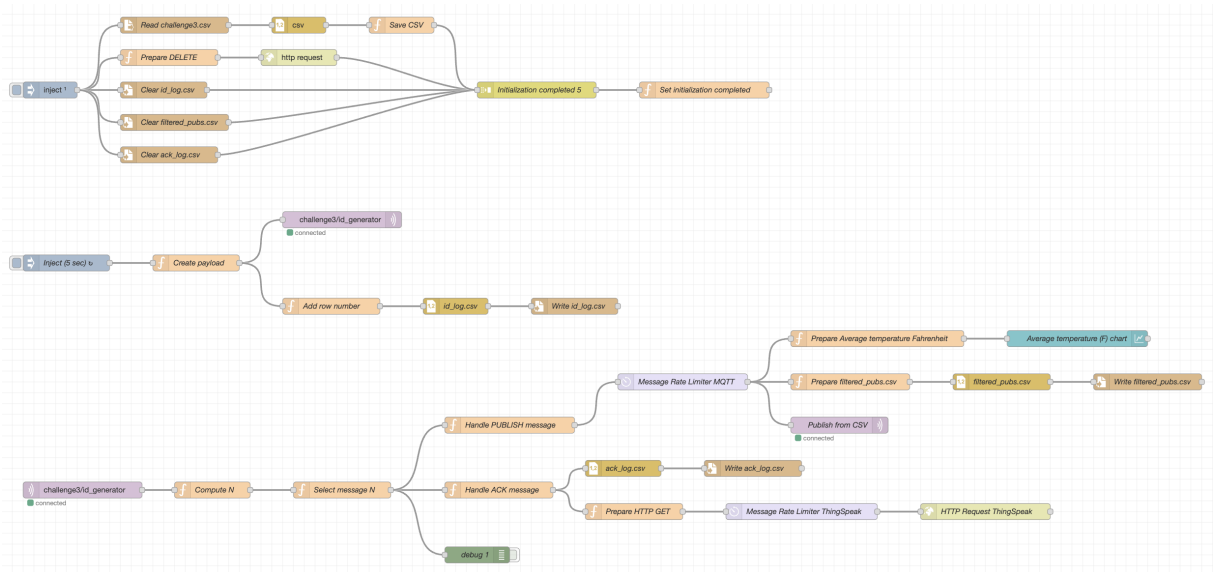 Read challenge3.csv
csv
Save CSV
Prepare DELETE
http request
inject ¹
Clear id_log.csv
Initialization completed 5
Set initialization completed
Clear filtered_pubs.csv
Clear ack_log.csv
challenge3/id_generator
connected
Inject (5 sec) ↻
Create payload
Add row number
id_log.csv
Write id_log.csv
Prepare Average temperature Fahrenheit
Average temperature (F) chart
Message Rate Limiter MQTT
Prepare filtered_pubs.csv
filtered_pubs.csv
Write filtered_pubs.csv
Handle PUBLISH message
Publish from CSV
connected
ack_log.csv
Write ack_log.csv
challenge3/id_generator
connected
Compute N
Select message N
Handle ACK message
Prepare HTTP GET
Message Rate Limiter ThingSpeak
HTTP Request ThingSpeak
debug 1